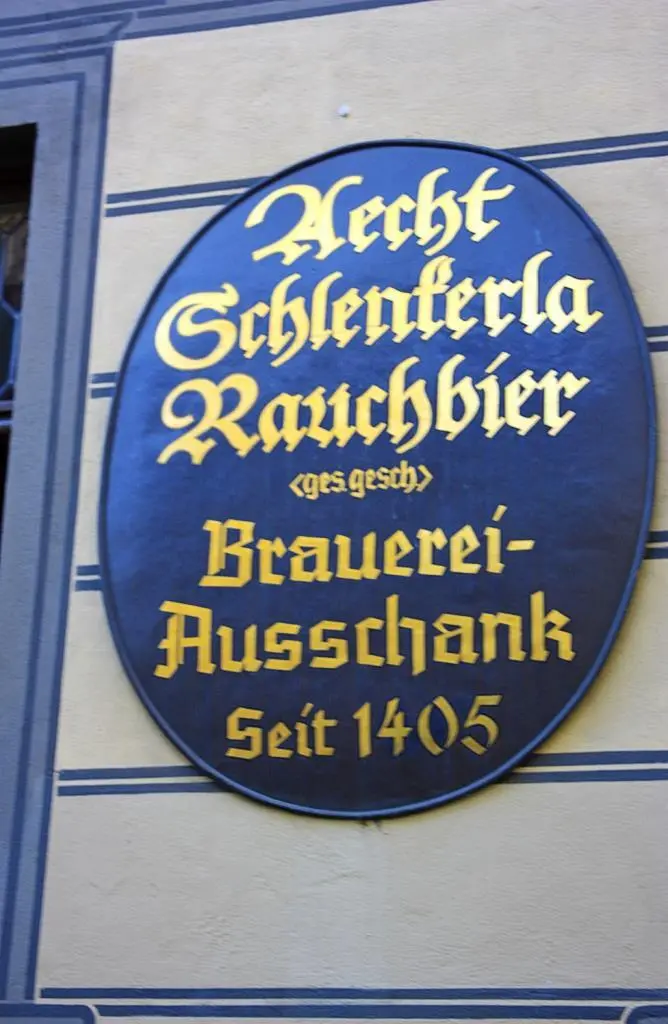 Aecht
Schlenkerla
Rauchbier
<ges.gesch.>
Brauerei-
Ausschank
Seit 1405